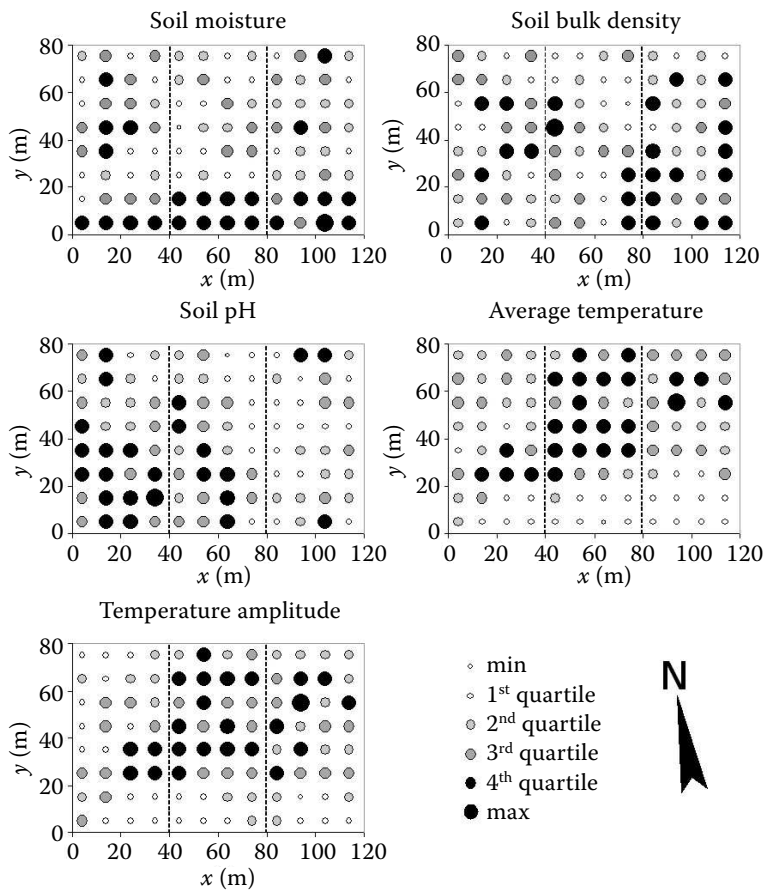 Soil moisture
80
60
40
20
0
y (m)
0 20 40 60 80 100 120
x (m)
Soil bulk density
80
60
40
20
0
y (m)
0 20 40 60 80 100 120
x (m)
Soil pH
80
60
40
20
0
y (m)
0 20 40 60 80 100 120
x (m)
Average temperature
80
60
40
20
0
y (m)
0 20 40 60 80 100 120
x (m)
Temperature amplitude
80
60
40
20
0
y (m)
0 20 40 60 80 100 120
x (m)
min
1st quartile
2nd quartile
3rd quartile
4th quartile
max
N